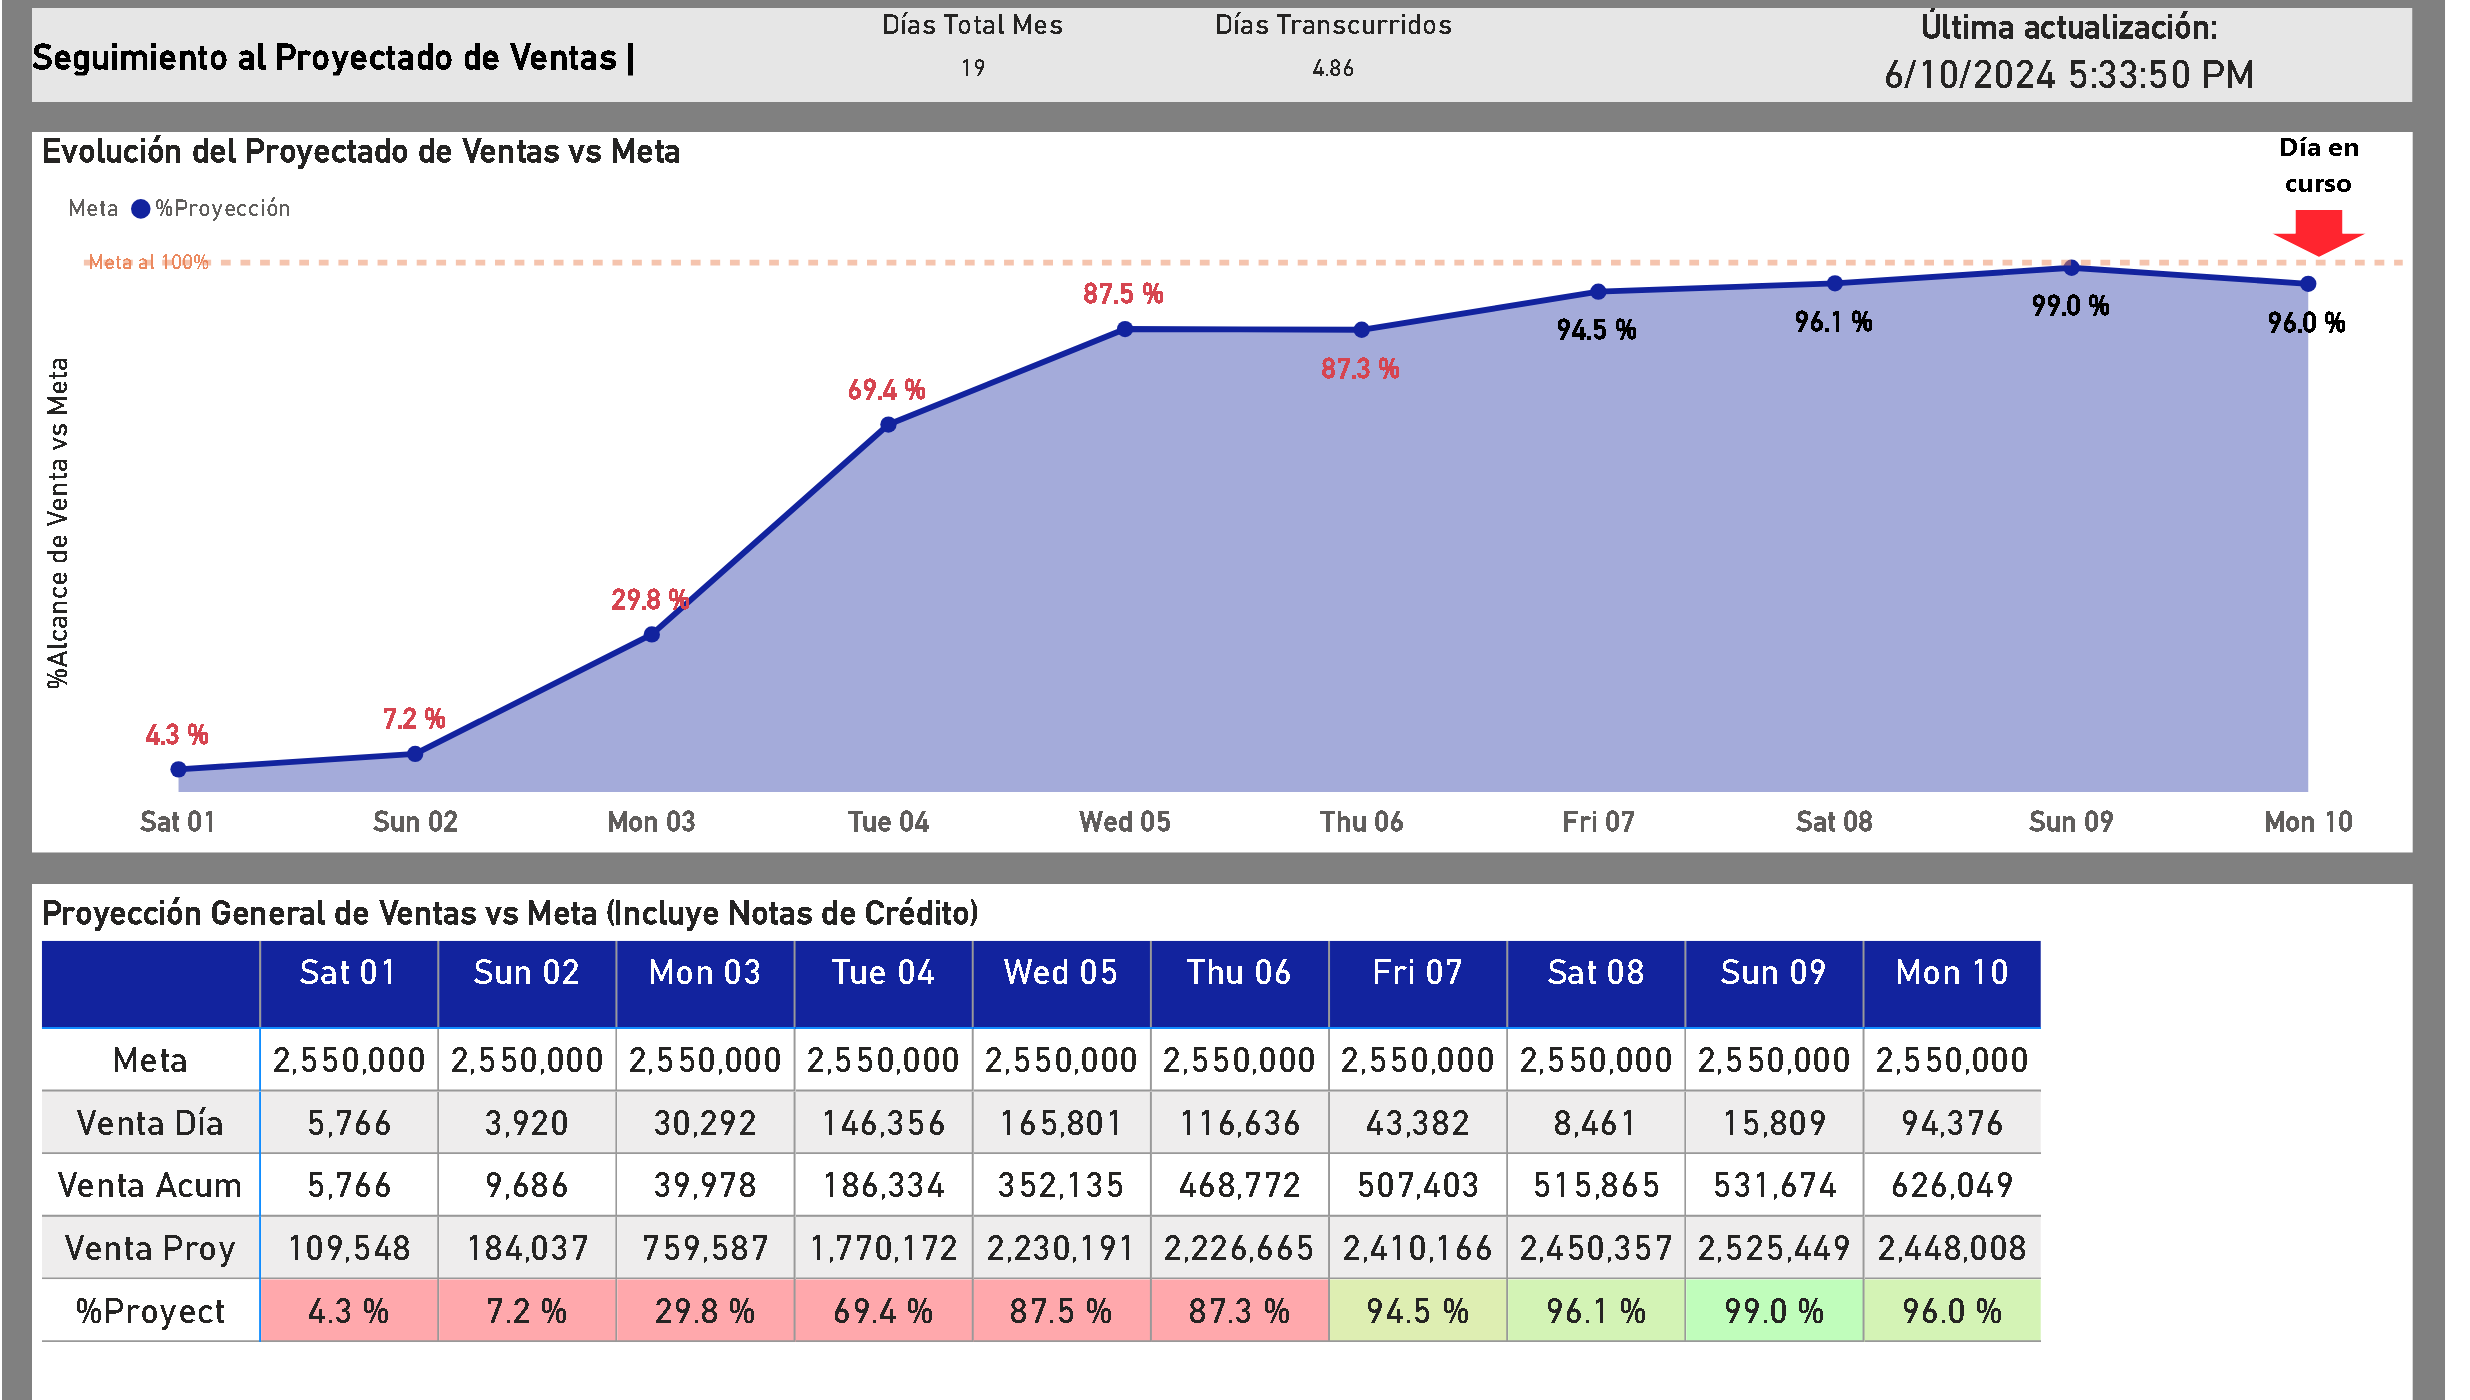 Seguimiento al Proyectado de Ventas |
Días Total Mes
19
Días Transcurridos
4.86
Última actualización:
6/10/2024 5:33:50 PM
Evolución del Proyectado de Ventas vs Meta
Día en
curso
Meta %Proyección
Meta al 100%
%Alcance de Venta vs Meta
4.3 %
7.2 %
29.8 %
69.4 %
87.5 %
87.3 %
94.5 %
96.1 %
99.0 %
96.0 %
Sat 01 Sun 02 Mon 03 Tue 04 Wed 05 Thu 06 Fri 07 Sat 08 Sun 09 Mon 10
Proyección General de Ventas vs Meta (Incluye Notas de Crédito)
Sat 01 Sun 02 Mon 03 Tue 04 Wed 05 Thu 06 Fri 07 Sat 08 Sun 09 Mon 10
Meta 2,550,000 2,550,000 2,550,000 2,550,000 2,550,000 2,550,000 2,550,000 2,550,000 2,550,000 2,550,000
Venta Día 5,766 3,920 30,292 146,356 165,801 116,636 43,382 8,461 15,809 94,376
Venta Acum 5,766 9,686 39,978 186,334 352,135 468,772 507,403 515,865 531,674 626,049
Venta Proy 109,548 184,037 759,587 1,770,172 2,230,191 2,226,665 2,410,166 2,450,357 2,525,449 2,448,008
%Proyect 4.3 % 7.2 % 29.8 % 69.4 % 87.5 % 87.3 % 94.5 % 96.1 % 99.0 % 96.0 %